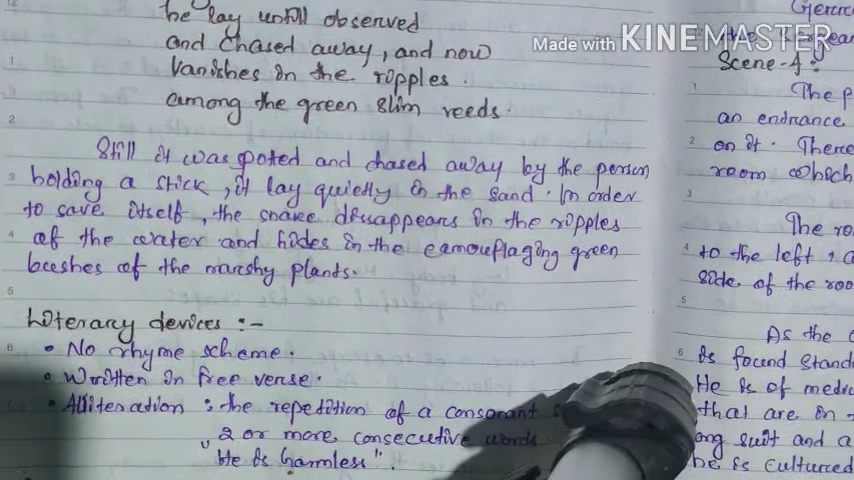 he lay until observed
and chased away, and now
Vanishes in the ripples.
among the green slim reeds.
Still it was spoted and chased away by the person
holding a stick, it lay quietly in the sand. In order
to save itself, the snake dissappears in the ripples
of the water and hides in the camouflaging green
bushes of the marshy plants.
Literary devices :-
• No rhyme scheme.
• Written in free verse.
• Alliteration : the repetition of a consonant
2 or more consecutive words.
"He is harmless".
Made with KINEMASTER
Scene-4:
The p
an entrance
on it. There
room which
The ro
to the left, a
side of the roo
As the c
is found stand
He is of medi
that are in
ong suit and a
he is cultured